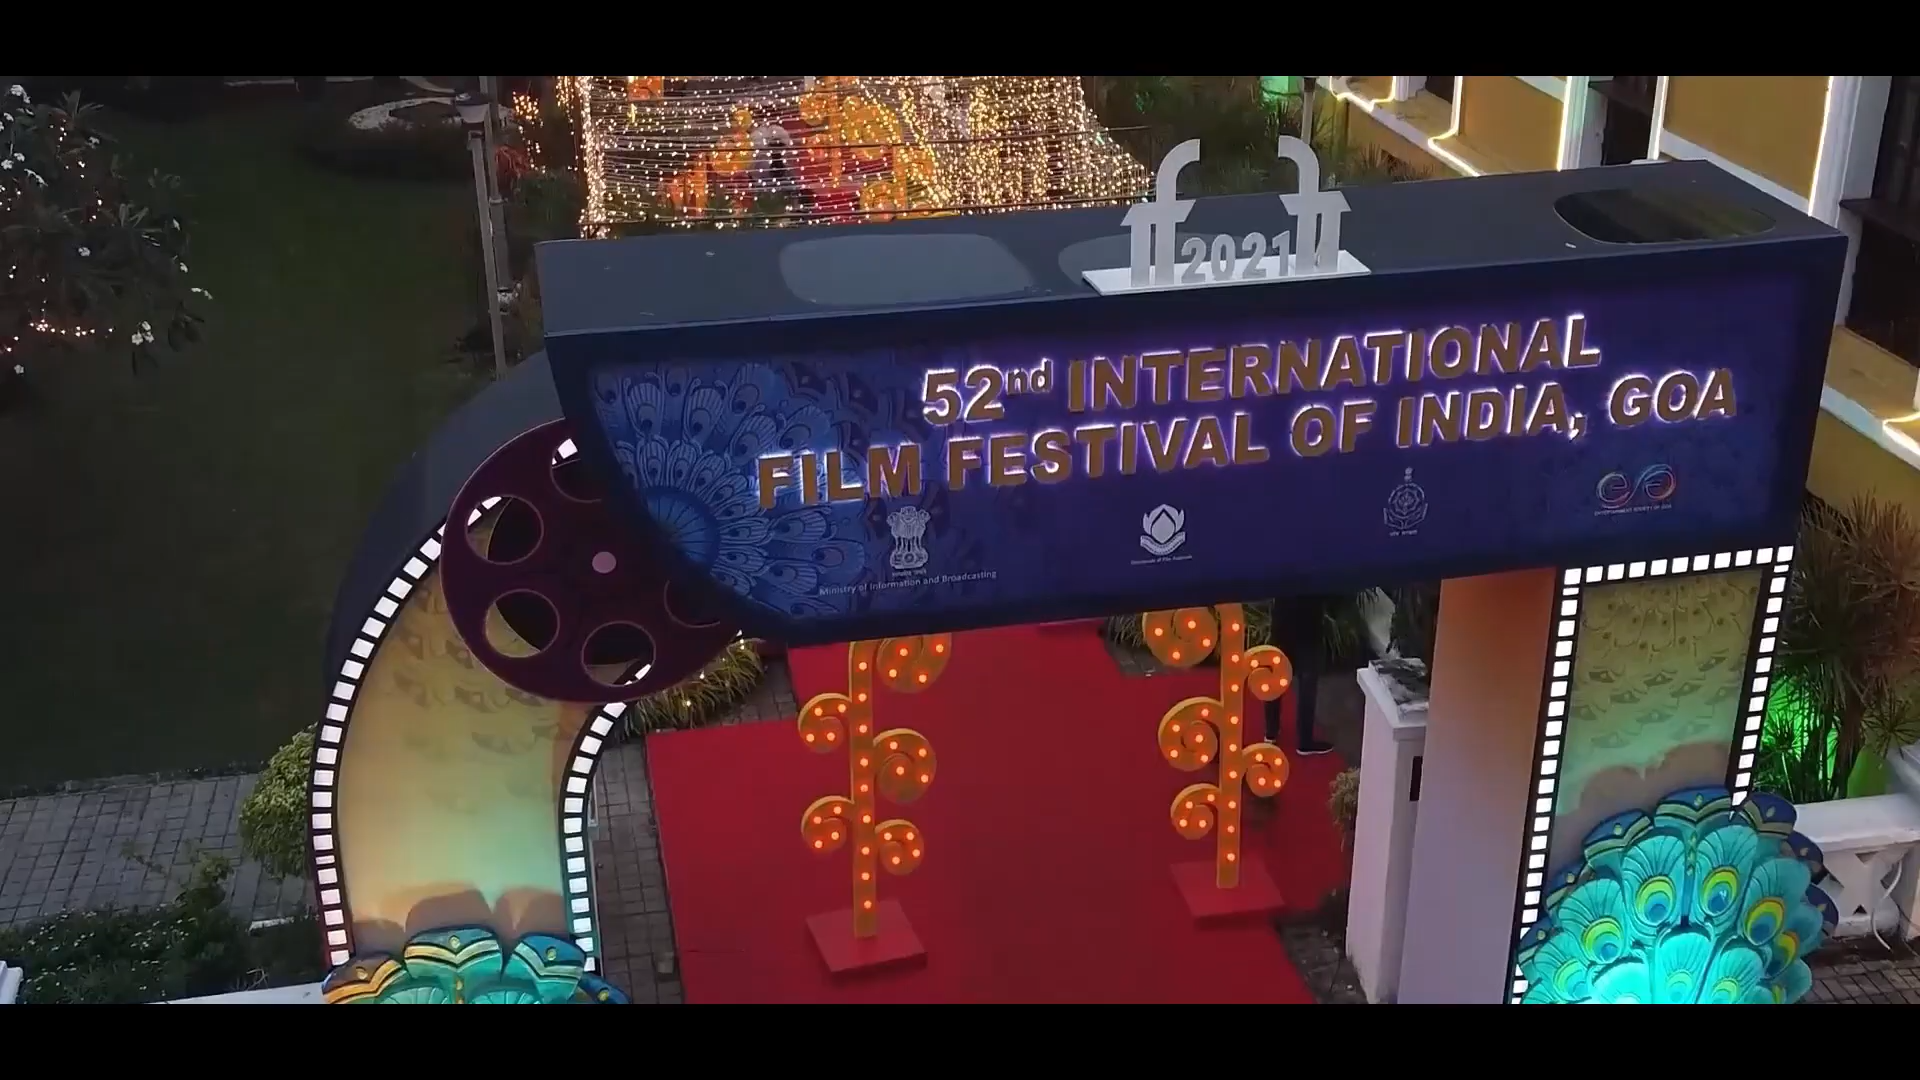 2021
52nd INTERNATIONAL
FILM FESTIVAL OF INDIA, GOA
Ministry of Information and Broadcasting